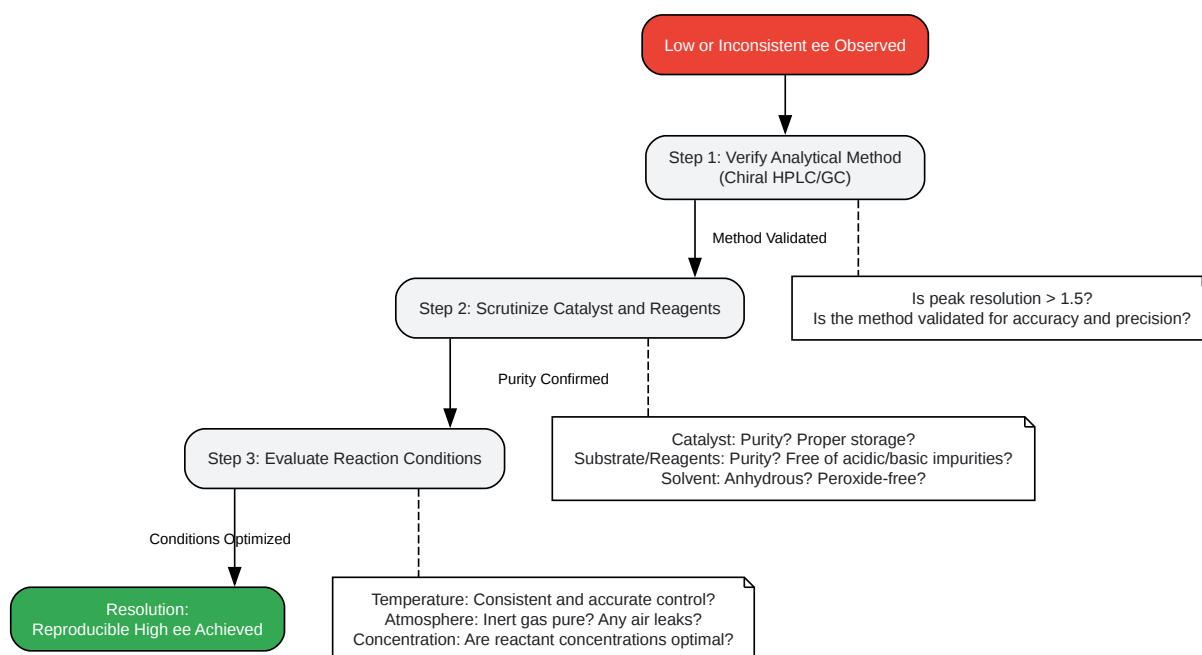 Low or Inconsistent ee Observed
Step 1: Verify Analytical Method
(Chiral HPLC/GC)
Method Validated
Is peak resolution > 1.5?
Is the method validated for accuracy and precision?
Step 2: Scrutinize Catalyst and Reagents
Purity Confirmed
Catalyst: Purity? Proper storage?
Substrate/Reagents: Purity? Free of acidic/basic impurities?
Solvent: Anhydrous? Peroxide-free?
Step 3: Evaluate Reaction Conditions
Conditions Optimized
Temperature: Consistent and accurate control?
Atmosphere: Inert gas pure? Any air leaks?
Concentration: Are reactant concentrations optimal?
Resolution:
Reproducible High ee Achieved